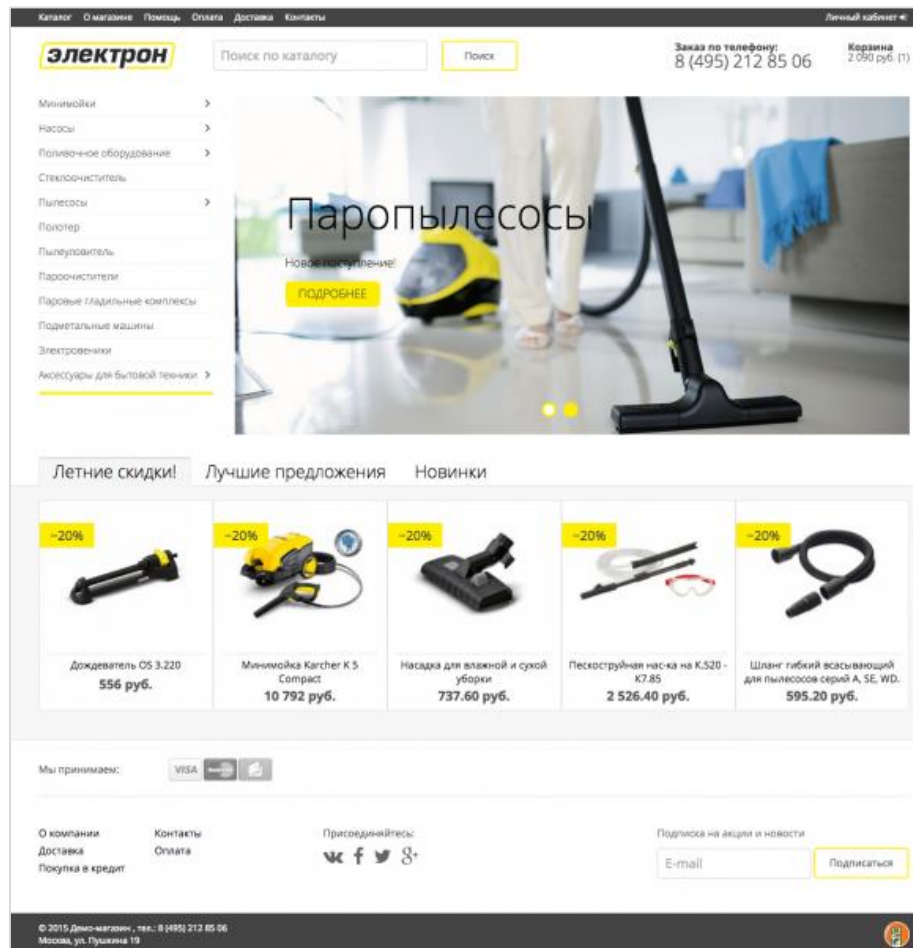 Каталог О магазине Помощь Оплата Доставка Контакты Личный кабинет
электрон
Поиск по каталогу
Поиск
Заказ по телефону:
8 (495) 212 85 06
Корзина
2 090 руб. (1)
Минимойки
Насосы
Поливочное оборудование
Стеклоочиститель
Пылесосы
Полотер
Пылеуловитель
Пароочистители
Паровые гладильные комплексы
Подметальные машины
Электровеники
Аксессуары для бытовой техники
Паропылесосы
Новое поступление!
ПОДРОБНЕЕ
Летние скидки! Лучшие предложения Новинки
−20% −20% −20% −20% −20%
Дождеватель OS 3.220
556 руб.
Минимойка Karcher K 5
Compact
10 792 руб.
Насадка для влажной и сухой
уборки
737.60 руб.
Пескоструйная нас-ка на K.520 -
K7.85
2 526.40 руб.
Шланг гибкий всасывающий
для пылесосов серий A, SE, WD.
595.20 руб.
Мы принимаем:
VISA
О компании
Доставка
Покупка в кредит
Контакты
Оплата
Присоединяйтесь:
Подписка на акции и новости
E-mail
Подписаться
© 2015 Демо-магазин , тел.: 8 (495) 212 85 06
Москва, ул. Пушкина 19